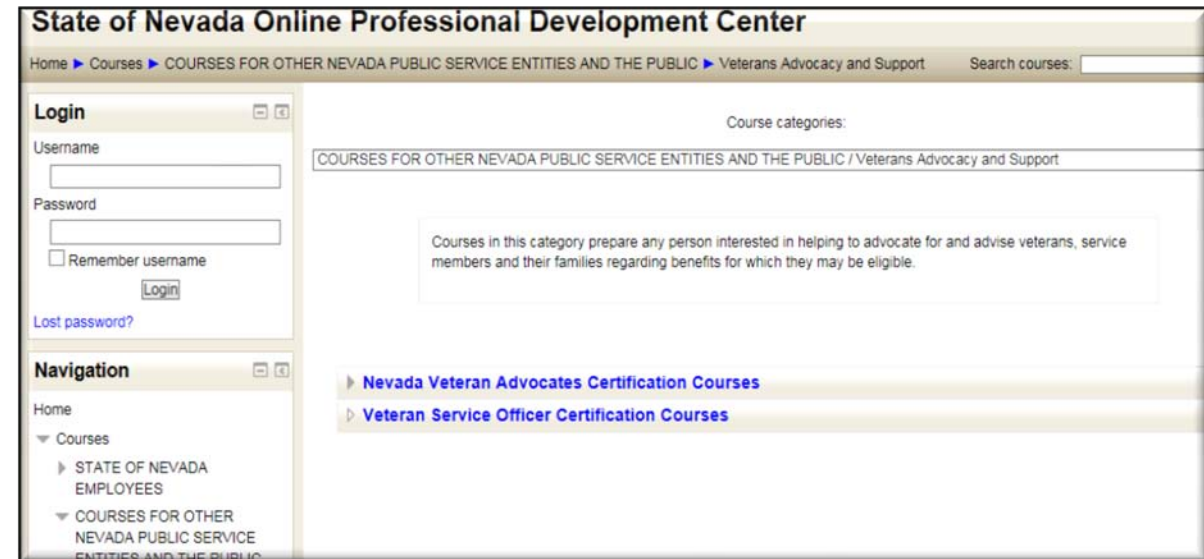 State of Nevada Online Professional Development Center
Home ► Courses ► COURSES FOR OTHER NEVADA PUBLIC SERVICE ENTITIES AND THE PUBLIC ► Veterans Advocacy and Support Search courses:
Login
Username
Password
Remember username
Login
Lost password?
Navigation
Home
Courses
STATE OF NEVADA
EMPLOYEES
COURSES FOR OTHER
NEVADA PUBLIC SERVICE
ENTITIES AND THE PUBLIC
Course categories:
COURSES FOR OTHER NEVADA PUBLIC SERVICE ENTITIES AND THE PUBLIC / Veterans Advocacy and Support
Courses in this category prepare any person interested in helping to advocate for and advise veterans, service
members and their families regarding benefits for which they may be eligible.
Nevada Veteran Advocates Certification Courses
Veteran Service Officer Certification Courses